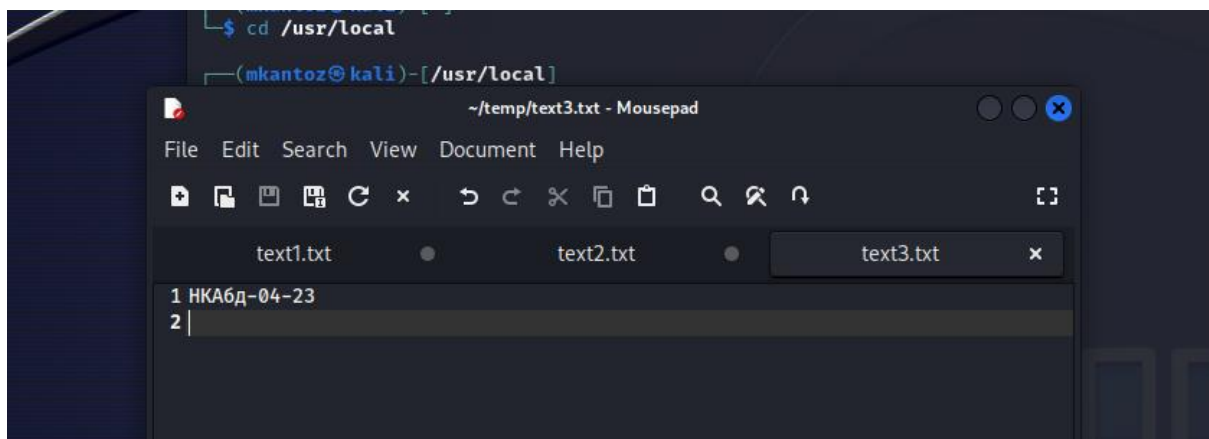 └─$ cd /usr/local
┌──(mkantoz㉿kali)-[/usr/local]
~/temp/text3.txt - Mousepad
File Edit Search View Document Help
text1.txt text2.txt text3.txt
1 НКАбд-04-23
2